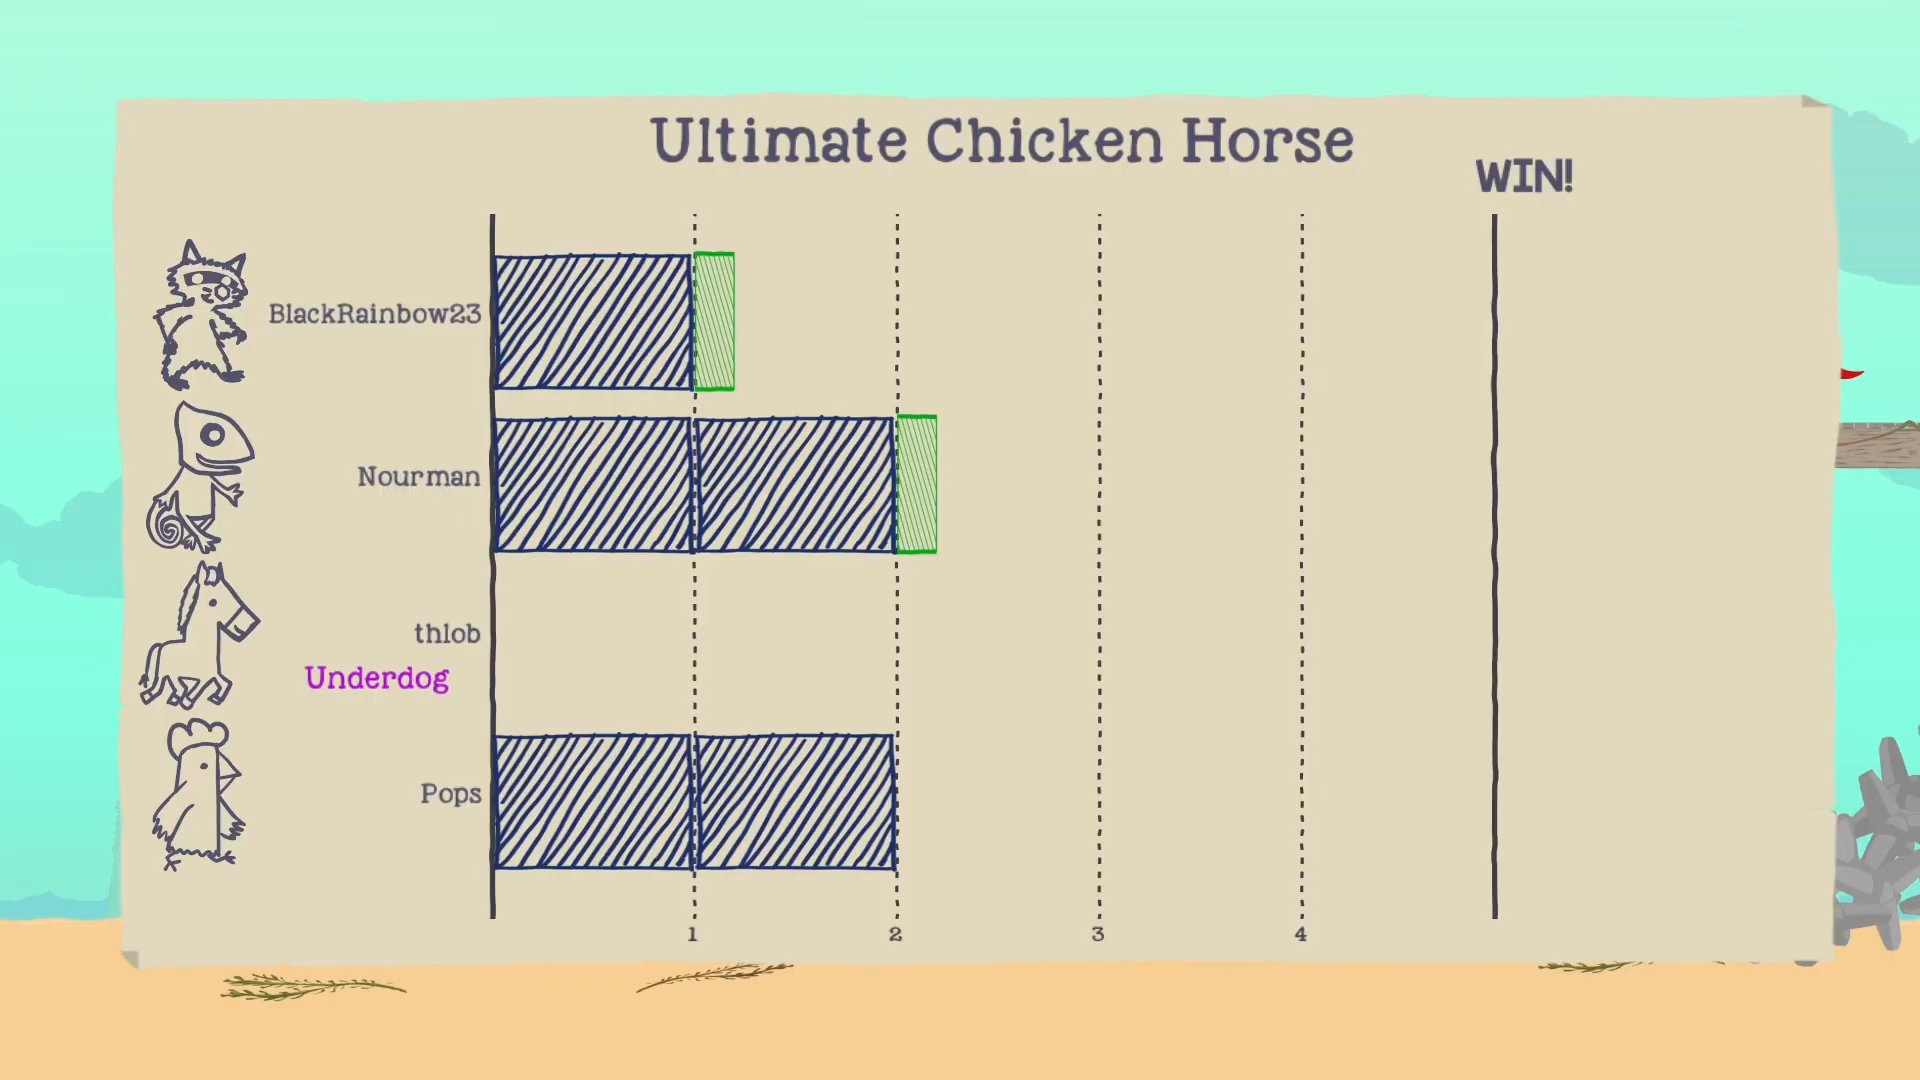 Ultimate Chicken Horse
WIN!
BlackRainbow23
Nourman
thlob
Underdog
Pops
1 2 3 4